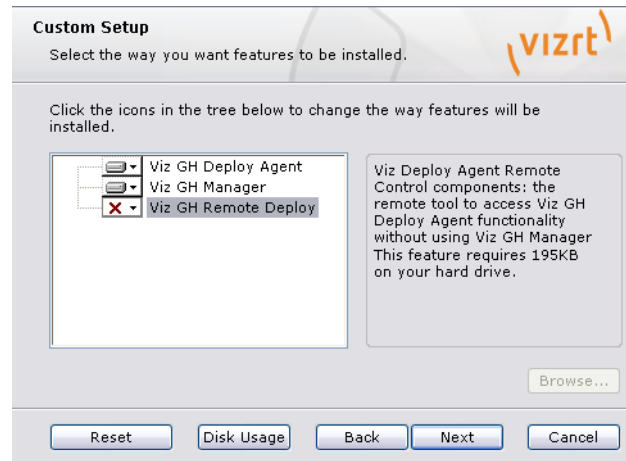 Custom Setup
Select the way you want features to be installed.
vizrt
Click the icons in the tree below to change the way features will be
installed.
Viz GH Deploy Agent
Viz GH Manager
Viz GH Remote Deploy
Viz Deploy Agent Remote
Control components: the
remote tool to access Viz GH
Deploy Agent functionality
without using Viz GH Manager
This feature requires 195KB
on your hard drive.
Browse...
Reset
Disk Usage
Back
Next
Cancel